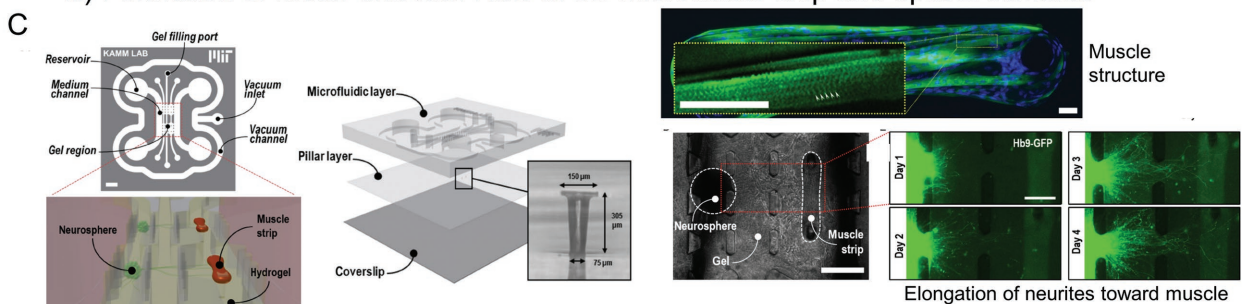 C
KAMM LAB
MIT
Gel filling port
Reservoir
Medium channel
Gel region
Vacuum inlet
Vacuum channel
Neurosphere
Muscle strip
Hydrogel
Microfluidic layer
Pillar layer
Coverslip
150 µm
305 µm
75 µm
Muscle structure
Neurosphere
Gel
Muscle strip
Hb9-GFP
Day 1
Day 2
Day 3
Day 4
Elongation of neurites toward muscle